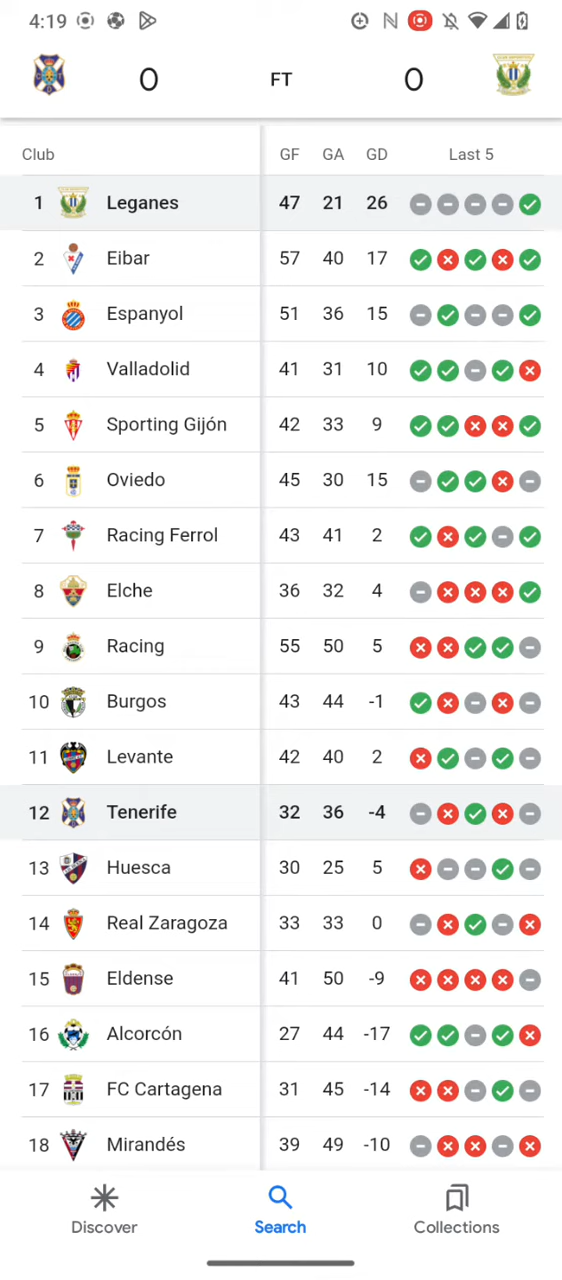 4:19
0 FT 0
Club GF GA GD Last 5
1 Leganes 47 21 26
2 Eibar 57 40 17
3 Espanyol 51 36 15
4 Valladolid 41 31 10
5 Sporting Gijón 42 33 9
6 Oviedo 45 30 15
7 Racing Ferrol 43 41 2
8 Elche 36 32 4
9 Racing 55 50 5
10 Burgos 43 44 -1
11 Levante 42 40 2
12 Tenerife 32 36 -4
13 Huesca 30 25 5
14 Real Zaragoza 33 33 0
15 Eldense 41 50 -9
16 Alcorcón 27 44 -17
17 FC Cartagena 31 45 -14
18 Mirandés 39 49 -10
Discover Search Collections